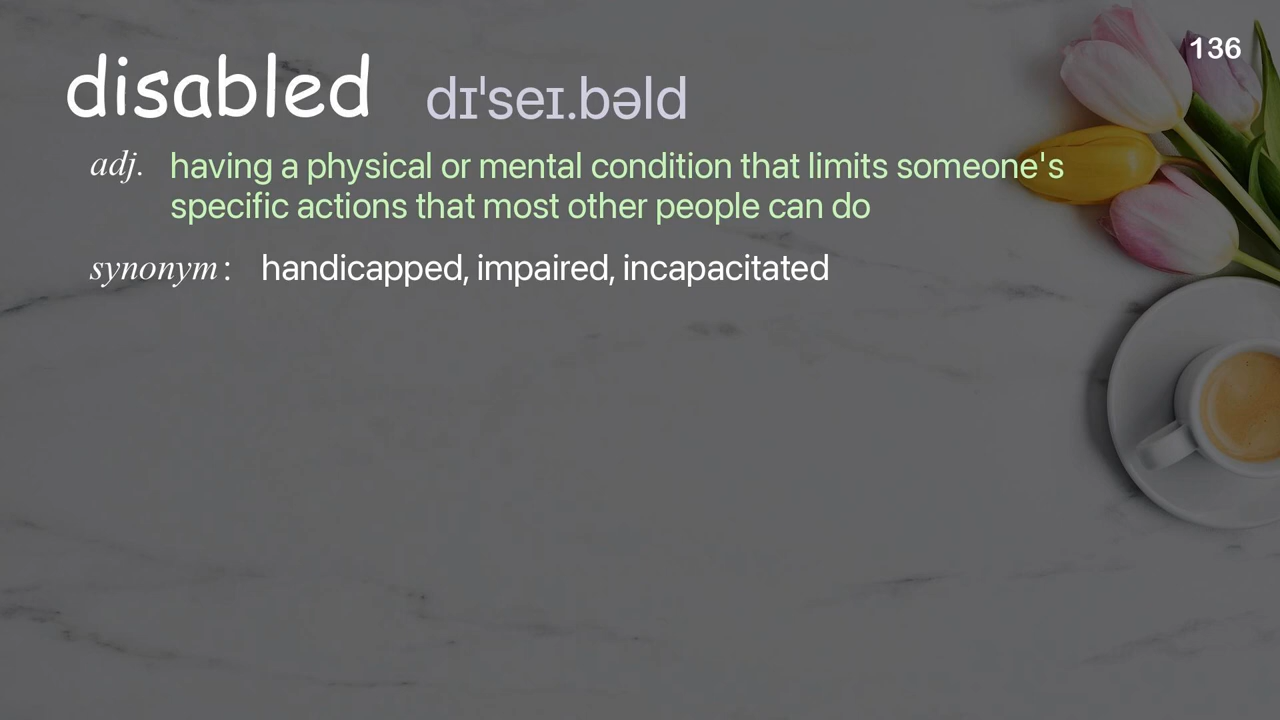 136
disabled dɪˈseɪ.bəld
adj. having a physical or mental condition that limits someone's
specific actions that most other people can do
synonym: handicapped, impaired, incapacitated